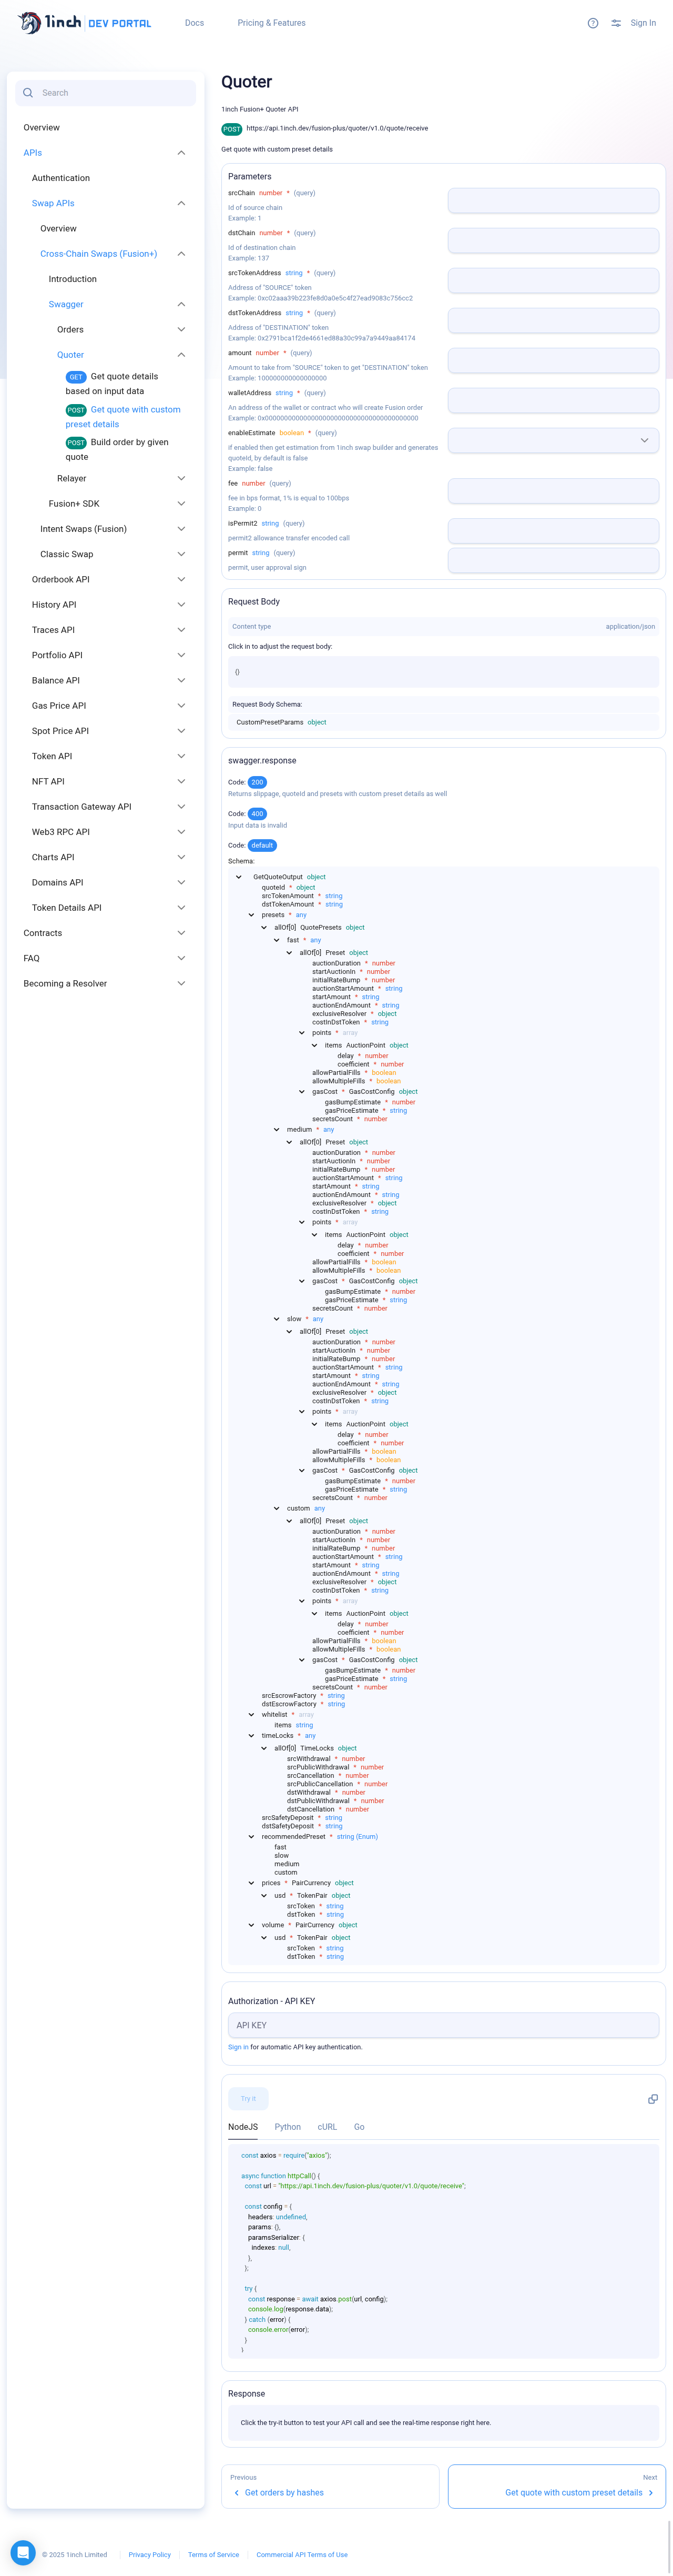 1inch DEV PORTAL
Docs
Pricing & Features
Sign In
Search
Overview
APIs
Authentication
Swap APIs
Overview
Cross-Chain Swaps (Fusion+)
Introduction
Swagger
Orders
Quoter
GET Get quote details
based on input data
POST Get quote with custom
preset details
POST Build order by given
quote
Relayer
Fusion+ SDK
Intent Swaps (Fusion)
Classic Swap
Orderbook API
History API
Traces API
Portfolio API
Balance API
Gas Price API
Spot Price API
Token API
NFT API
Transaction Gateway API
Web3 RPC API
Charts API
Domains API
Token Details API
Contracts
FAQ
Becoming a Resolver
Quoter
1inch Fusion+ Quoter API
POST https://api.1inch.dev/fusion-plus/quoter/v1.0/quote/receive
Get quote with custom preset details
Parameters
srcChain number * (query)
Id of source chain
Example: 1
dstChain number * (query)
Id of destination chain
Example: 137
srcTokenAddress string * (query)
Address of "SOURCE" token
Example: 0xc02aaa39b223fe8d0a0e5c4f27ead9083c756cc2
dstTokenAddress string * (query)
Address of "DESTINATION" token
Example: 0x2791bca1f2de4661ed88a30c99a7a9449aa84174
amount number * (query)
Amount to take from "SOURCE" token to get "DESTINATION" token
Example: 100000000000000000
walletAddress string * (query)
An address of the wallet or contract who will create Fusion order
Example: 0x0000000000000000000000000000000000000000
enableEstimate boolean * (query)
if enabled then get estimation from 1inch swap builder and generates
quoteId, by default is false
Example: false
fee number (query)
fee in bps format, 1% is equal to 100bps
Example: 0
isPermit2 string (query)
permit2 allowance transfer encoded call
permit string (query)
permit, user approval sign
Request Body
Content type application/json
Click in to adjust the request body:
{}
Request Body Schema:
CustomPresetParams object
swagger.response
Code: 200
Returns slippage, quoteId and presets with custom preset details as well
Code: 400
Input data is invalid
Code: default
Schema:
GetQuoteOutput object
quoteId * object
srcTokenAmount * string
dstTokenAmount * string
presets * any
allOf[0] QuotePresets object
fast * any
allOf[0] Preset object
auctionDuration * number
startAuctionIn * number
initialRateBump * number
auctionStartAmount * string
startAmount * string
auctionEndAmount * string
exclusiveResolver * object
costInDstToken * string
points * array
items AuctionPoint object
delay * number
coefficient * number
allowPartialFills * boolean
allowMultipleFills * boolean
gasCost * GasCostConfig object
gasBumpEstimate * number
gasPriceEstimate * string
secretsCount * number
medium * any
allOf[0] Preset object
auctionDuration * number
startAuctionIn * number
initialRateBump * number
auctionStartAmount * string
startAmount * string
auctionEndAmount * string
exclusiveResolver * object
costInDstToken * string
points * array
items AuctionPoint object
delay * number
coefficient * number
allowPartialFills * boolean
allowMultipleFills * boolean
gasCost * GasCostConfig object
gasBumpEstimate * number
gasPriceEstimate * string
secretsCount * number
slow * any
allOf[0] Preset object
auctionDuration * number
startAuctionIn * number
initialRateBump * number
auctionStartAmount * string
startAmount * string
auctionEndAmount * string
exclusiveResolver * object
costInDstToken * string
points * array
items AuctionPoint object
delay * number
coefficient * number
allowPartialFills * boolean
allowMultipleFills * boolean
gasCost * GasCostConfig object
gasBumpEstimate * number
gasPriceEstimate * string
secretsCount * number
custom any
allOf[0] Preset object
auctionDuration * number
startAuctionIn * number
initialRateBump * number
auctionStartAmount * string
startAmount * string
auctionEndAmount * string
exclusiveResolver * object
costInDstToken * string
points * array
items AuctionPoint object
delay * number
coefficient * number
allowPartialFills * boolean
allowMultipleFills * boolean
gasCost * GasCostConfig object
gasBumpEstimate * number
gasPriceEstimate * string
secretsCount * number
srcEscrowFactory * string
dstEscrowFactory * string
whitelist * array
items string
timeLocks * any
allOf[0] TimeLocks object
srcWithdrawal * number
srcPublicWithdrawal * number
srcCancellation * number
srcPublicCancellation * number
dstWithdrawal * number
dstPublicWithdrawal * number
dstCancellation * number
srcSafetyDeposit * string
dstSafetyDeposit * string
recommendedPreset * string (Enum)
fast
slow
medium
custom
prices * PairCurrency object
usd * TokenPair object
srcToken * string
dstToken * string
volume * PairCurrency object
usd * TokenPair object
srcToken * string
dstToken * string
Authorization - API KEY
API KEY
Sign in for automatic API key authentication.
Try it
NodeJS Python cURL Go
const axios = require("axios");
async function httpCall() {
const url = "https://api.1inch.dev/fusion-plus/quoter/v1.0/quote/receive";
const config = {
headers: undefined,
params: {},
paramsSerializer: {
indexes: null,
},
};
try {
const response = await axios.post(url, config);
console.log(response.data);
} catch (error) {
console.error(error);
}
}
Response
Click the try-it button to test your API call and see the real-time response right here.
Previous
Get orders by hashes
Next
Get quote with custom preset details
© 2025 1inch Limited
Privacy Policy
Terms of Service
Commercial API Terms of Use